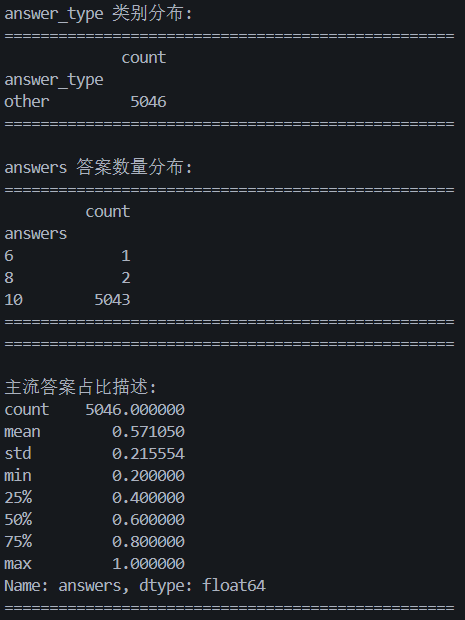 answer_type 类别分布:
==================================================
             count
answer_type
other         5046
==================================================
answers 答案数量分布:
==================================================
         count
answers
6            1
8            2
10        5043
==================================================
==================================================
主流答案占比描述:
count    5046.000000
mean        0.571050
std         0.215554
min         0.200000
25%         0.400000
50%         0.600000
75%         0.800000
max         1.000000
Name: answers, dtype: float64
==================================================